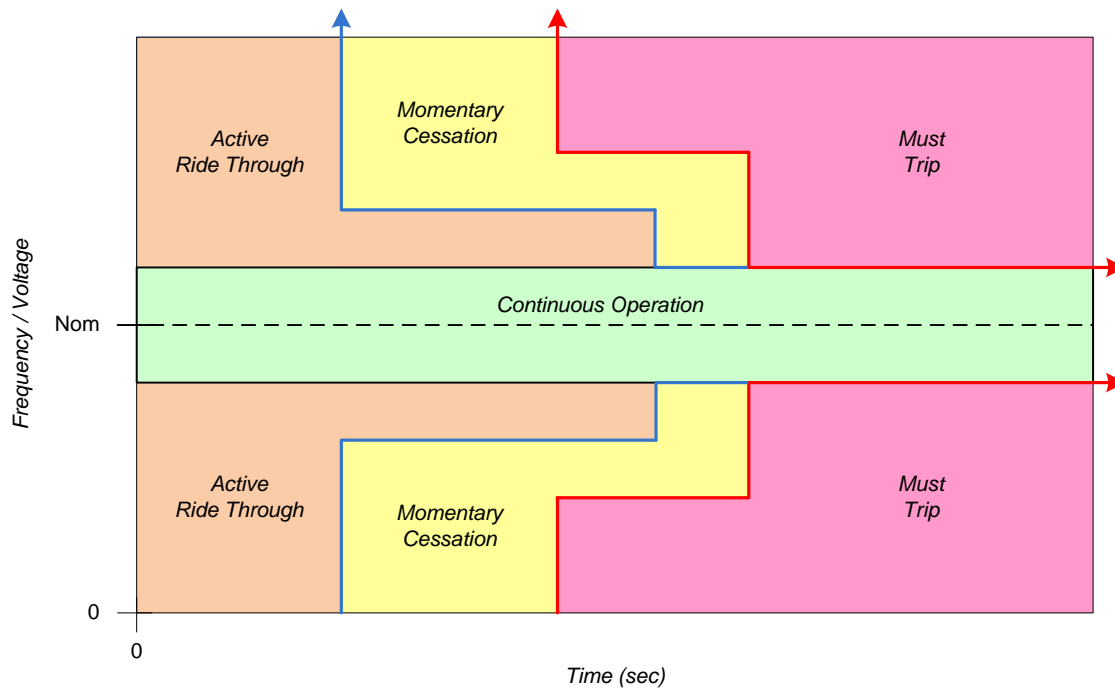 Active
Ride Through
Momentary
Cessation
Must
Trip
Frequency / Voltage
Nom
Continuous Operation
Active
Ride Through
Momentary
Cessation
Must
Trip
0
0
Time (sec)